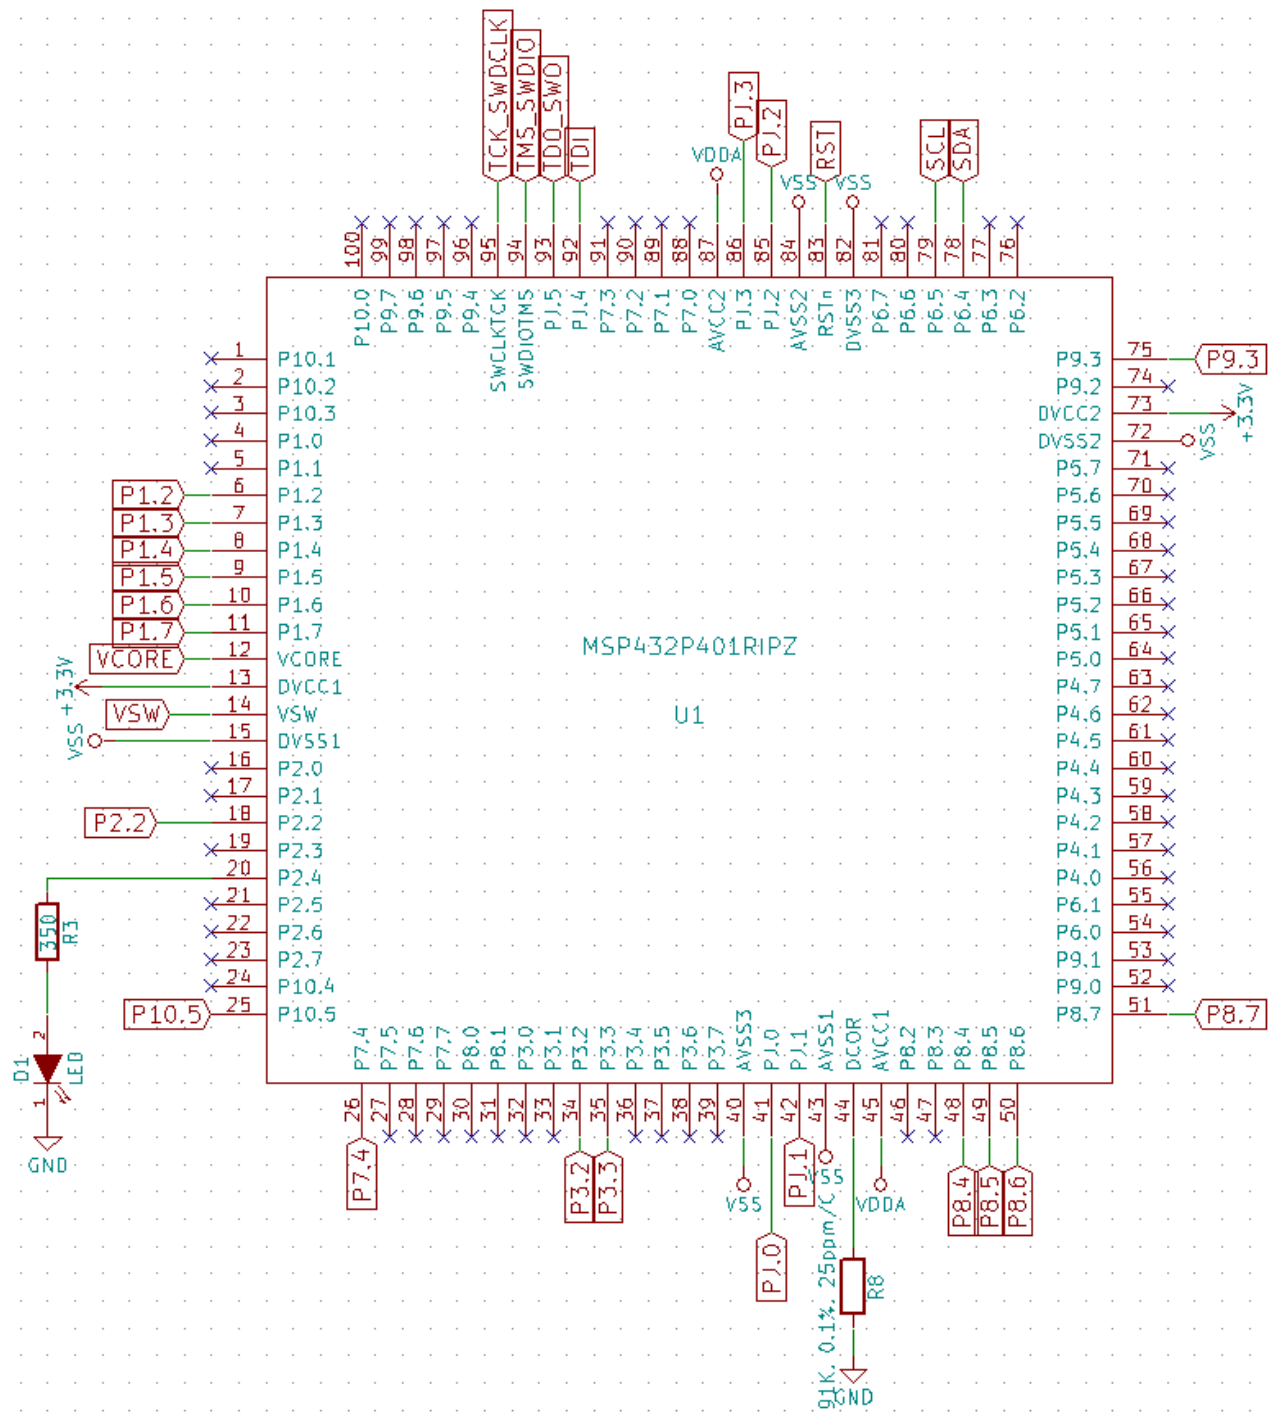 TCK_SWDCLK
TMS_SWDIO
TDO_SWO
TDI
VDDA
PJ.3
PJ.2
VSS
RST
VSS
SCL
SDA
100
99
98
97
96
95
94
93
92
91
90
89
88
87
86
85
84
83
82
81
80
79
78
77
76
P10.0
P9.7
P9.6
P9.5
P9.4
SWCLKTCK
SWDIOTMS
PJ.5
PJ.4
P7.3
P7.2
P7.1
P7.0
AVCC2
PJ.3
PJ.2
AVSS2
RSTn
DVSS3
P6.7
P6.6
P6.5
P6.4
P6.3
P6.2
1 P10.1
2 P10.2
3 P10.3
4 P1.0
5 P1.1
P1.2 6 P1.2
P1.3 7 P1.3
P1.4 8 P1.4
P1.5 9 P1.5
P1.6 10 P1.6
P1.7 11 P1.7
VCORE 12 VCORE
+3.3V 13 DVCC1
VSW 14 VSW
VSS 15 DVSS1
16 P2.0
17 P2.1
P2.2 18 P2.2
19 P2.3
20 P2.4
21 P2.5
22 P2.6
23 P2.7
24 P10.4
P10.5 25 P10.5
350
R3
2
D1
LED
1
GND
MSP432P401RIPZ
U1
P9.3 75 P9.3
P9.2 74
DVCC2 73 +3.3V
DVSS2 72 VSS
P5.7 71
P5.6 70
P5.5 69
P5.4 68
P5.3 67
P5.2 66
P5.1 65
P5.0 64
P4.7 63
P4.6 62
P4.5 61
P4.4 60
P4.3 59
P4.2 58
P4.1 57
P4.0 56
P6.1 55
P6.0 54
P9.1 53
P9.0 52
P8.7 51 P8.7
P7.4
P7.5
P7.6
P7.7
P8.0
P8.1
P3.0
P3.1
P3.2
P3.3
P3.4
P3.5
P3.6
P3.7
AVSS3
PJ.0
PJ.1
AVSS1
DCOR
AVCC1
P8.2
P8.3
P8.4
P8.5
P8.6
26
27
28
29
30
31
32
33
34
35
36
37
38
39
40
41
42
43
44
45
46
47
48
49
50
P7.4
P3.2
P3.3
VSS
PJ.0
PJ.1
VSS
VDDA
P8.4
P8.5
P8.6
91K, 0.1%, 25ppm/C
R8
GND